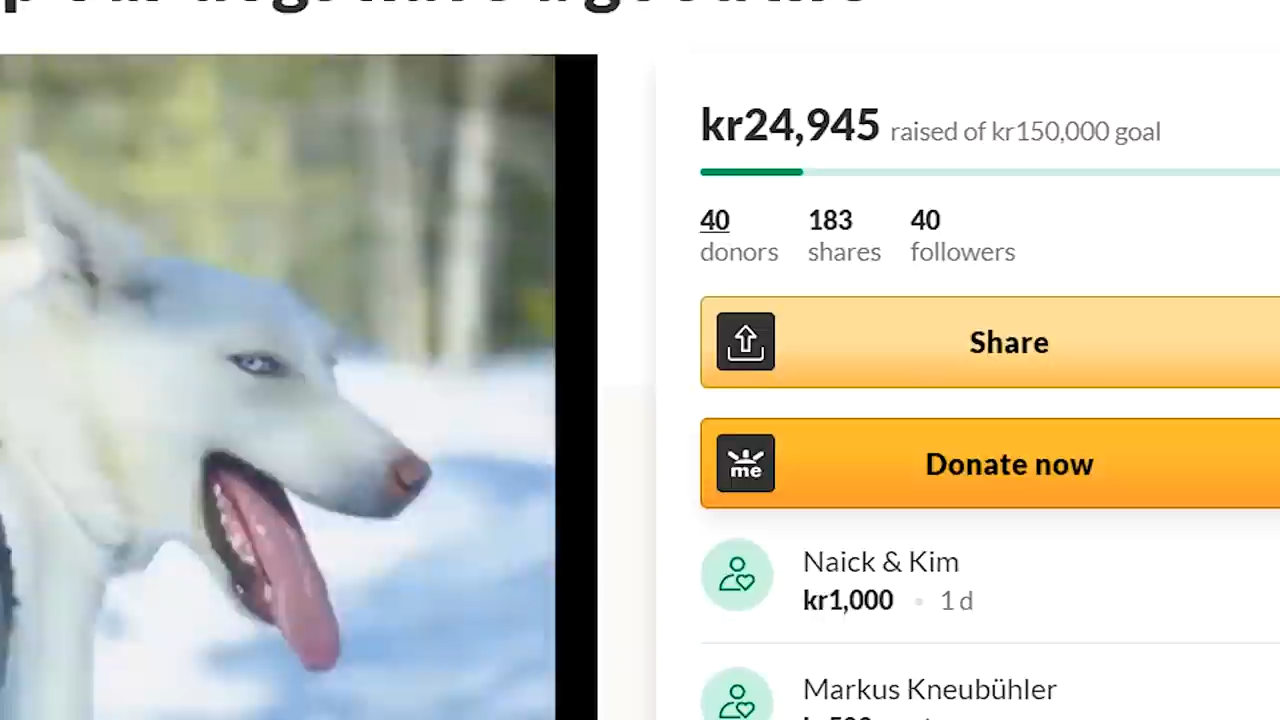 kr24,945 raised of kr150,000 goal
40 183 40
donors shares followers
Share
me
Donate now
Naick & Kim
kr1,000 • 1 d
Markus Kneubühler